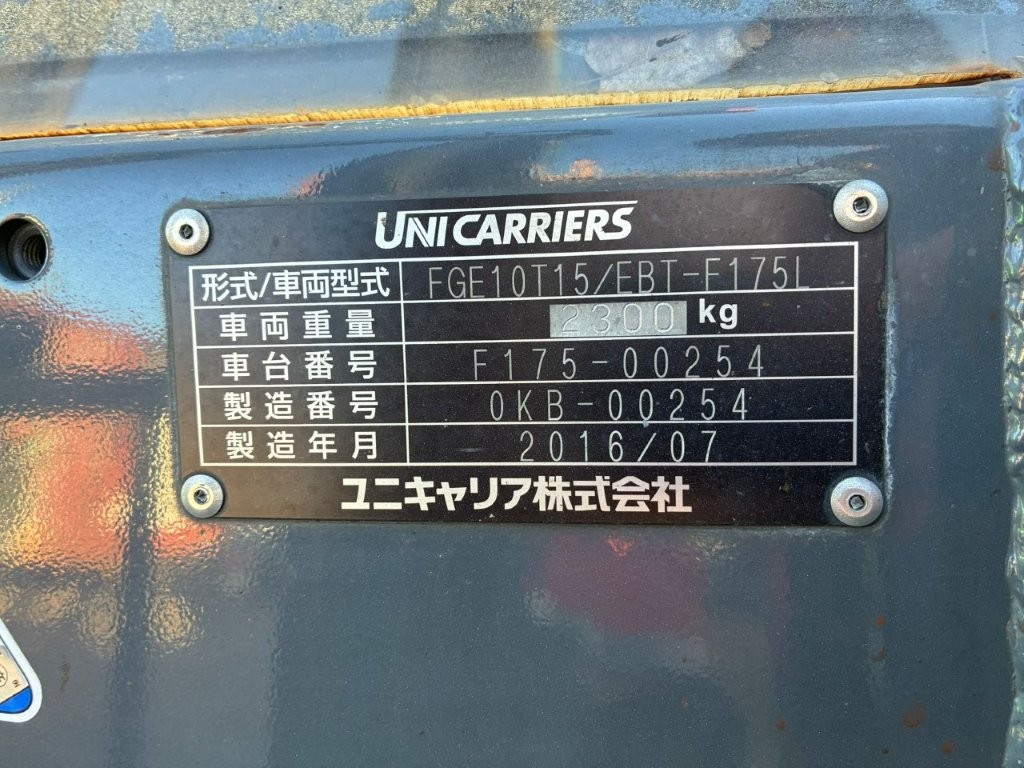 UNICARRIERS
形式/車両型式 FGE10T15/EBT-F175L
車両重量 2300 kg
車台番号 F175-00254
製造番号 0KB-00254
製造年月 2016/07
ユニキャリア株式会社